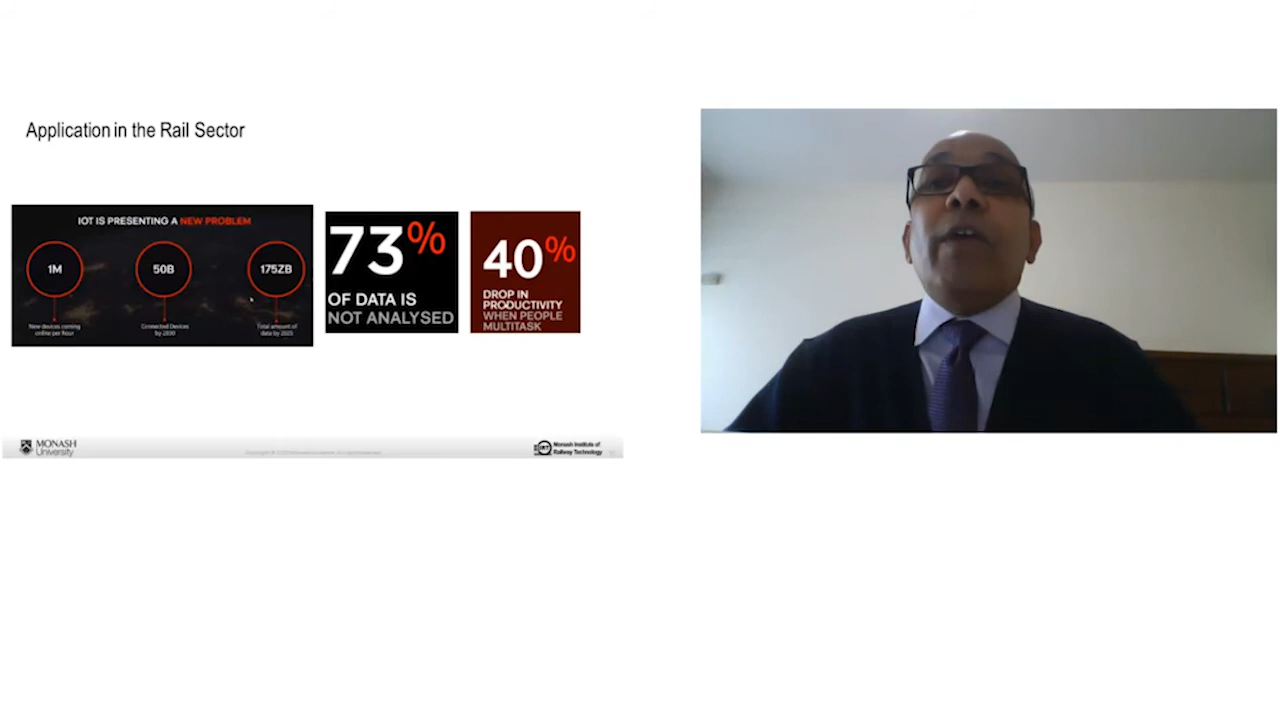 Application in the Rail Sector
IOT IS PRESENTING A NEW PROBLEM
1M
50B
175ZB
New devices coming
online per hour
Connected Devices
by 2030
Total amount of
data by 2025
73%
OF DATA IS
NOT ANALYSED
40%
DROP IN
PRODUCTIVITY
WHEN PEOPLE
MULTITASK
MONASH
University
Monash Institute of
Railway Technology